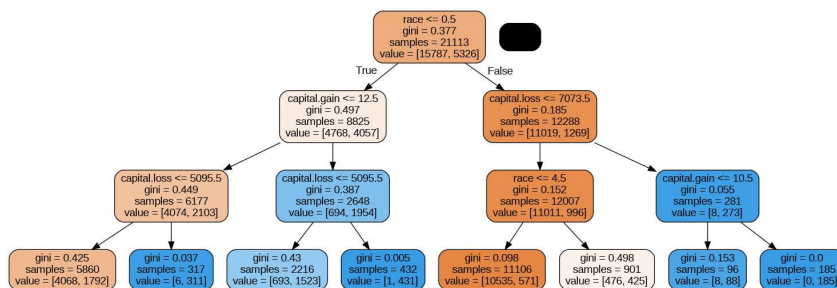 race <= 0.5
gini = 0.377
samples = 21113
value = [15787, 5326]
True
False
capital.gain <= 12.5
gini = 0.497
samples = 8825
value = [4768, 4057]
capital.loss <= 7073.5
gini = 0.185
samples = 12288
value = [11019, 1269]
capital.loss <= 5095.5
gini = 0.449
samples = 6177
value = [4074, 2103]
capital.loss <= 5095.5
gini = 0.387
samples = 2648
value = [694, 1954]
race <= 4.5
gini = 0.152
samples = 12007
value = [11011, 996]
capital.gain <= 10.5
gini = 0.055
samples = 281
value = [8, 273]
gini = 0.425
samples = 5860
value = [4068, 1792]
gini = 0.037
samples = 317
value = [6, 311]
gini = 0.43
samples = 2216
value = [693, 1523]
gini = 0.005
samples = 432
value = [1, 431]
gini = 0.098
samples = 11106
value = [10535, 571]
gini = 0.498
samples = 901
value = [476, 425]
gini = 0.153
samples = 96
value = [8, 88]
gini = 0.0
samples = 185
value = [0, 185]